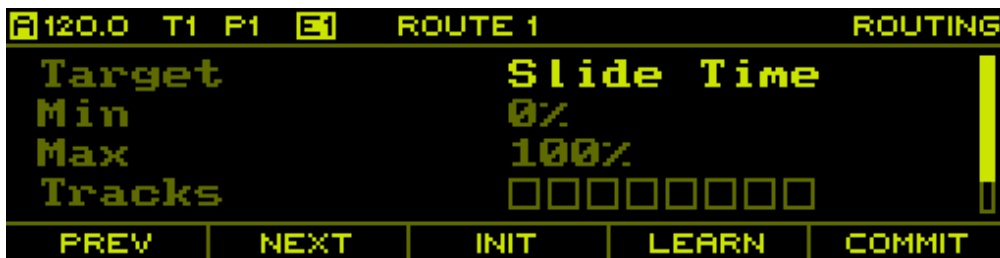 A 120.0 T1 P1 E1 ROUTE 1 ROUTING
Target Slide Time
Min 0%
Max 100%
Tracks
PREV NEXT INIT LEARN COMMIT